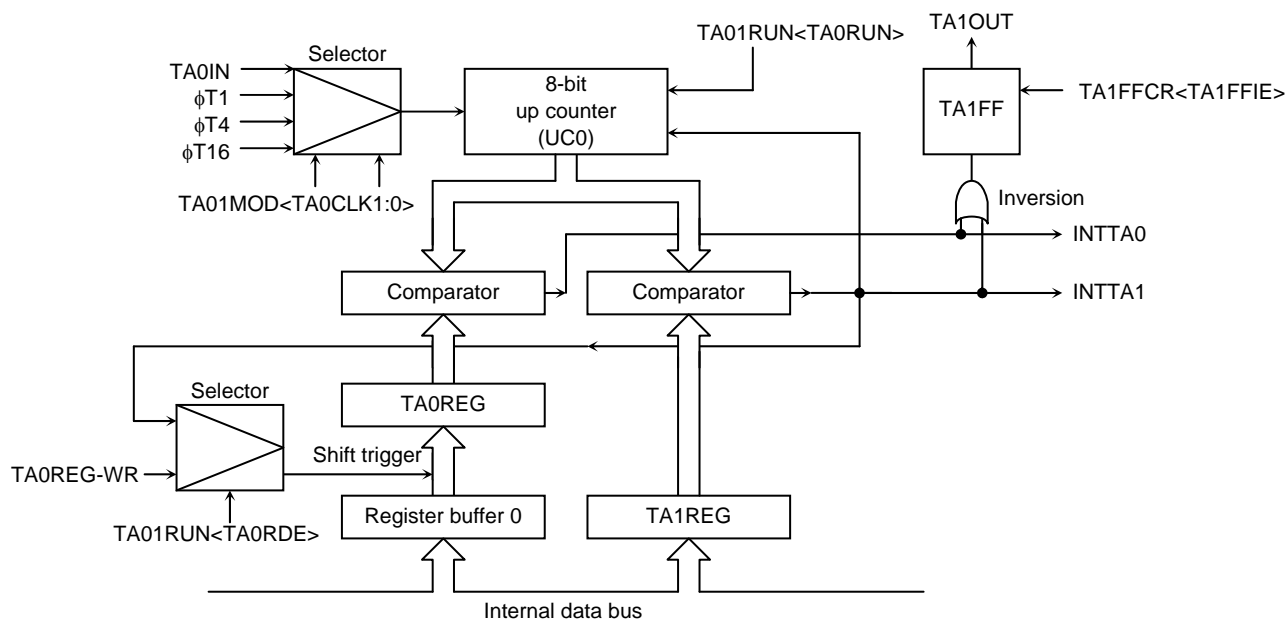 TA1OUT
TA01RUN<TA0RUN>
Selector
TA0IN
ϕT1
ϕT4
ϕT16
8-bit
up counter
(UC0)
TA1FF
TA1FFCR<TA1FFIE>
TA01MOD<TA0CLK1:0>
Inversion
INTTA0
Comparator
Comparator
INTTA1
Selector
TA0REG
Shift trigger
TA0REG-WR
Register buffer 0
TA1REG
TA01RUN<TA0RDE>
Internal data bus